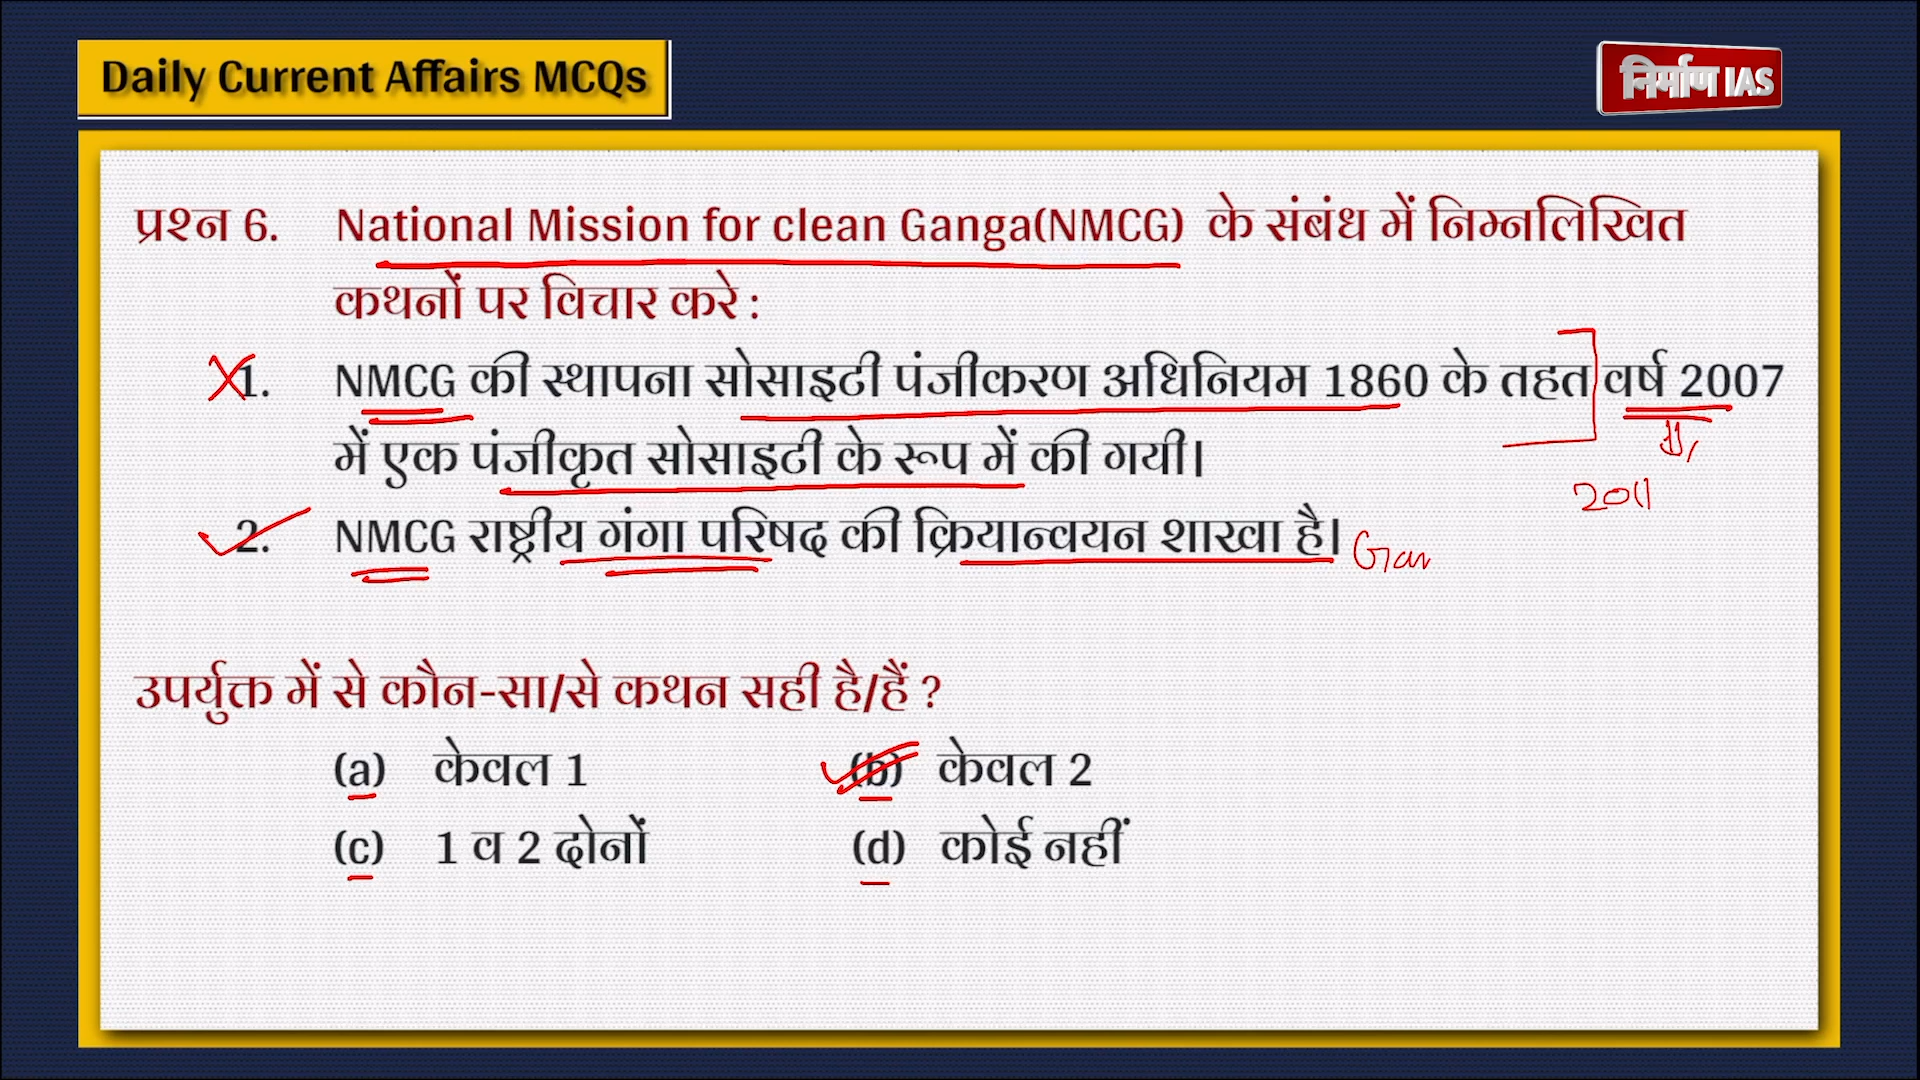 Daily Current Affairs MCQs
निर्माण IAS
प्रश्न 6. National Mission for clean Ganga(NMCG) के संबंध में निम्नलिखित
कथनों पर विचार करे :
1. NMCG की स्थापना सोसाइटी पंजीकरण अधिनियम 1860 के तहत वर्ष 2007
में एक पंजीकृत सोसाइटी के रूप में की गयी।
2011
2. NMCG राष्ट्रीय गंगा परिषद की क्रियान्वयन शाखा है।
उपर्युक्त में से कौन-सा/से कथन सही है/हैं ?
(a) केवल 1 (b) केवल 2
(c) 1 व 2 दोनों (d) कोई नहीं